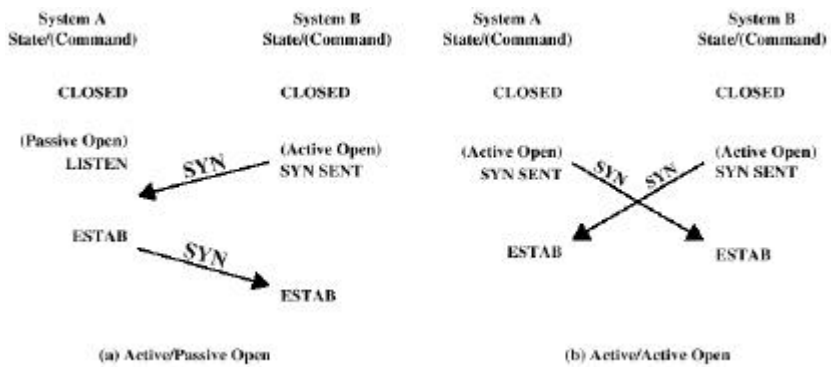 System A
State/(Command)
System B
State/(Command)
CLOSED
CLOSED
(Passive Open)
LISTEN
SYN
(Active Open)
SYN SENT
ESTAB
SYN
ESTAB
(a) Active/Passive Open
System A
State/(Command)
System B
State/(Command)
CLOSED
CLOSED
(Active Open)
SYN SENT
SYN
SYN
(Active Open)
SYN SENT
ESTAB
ESTAB
(b) Active/Active Open